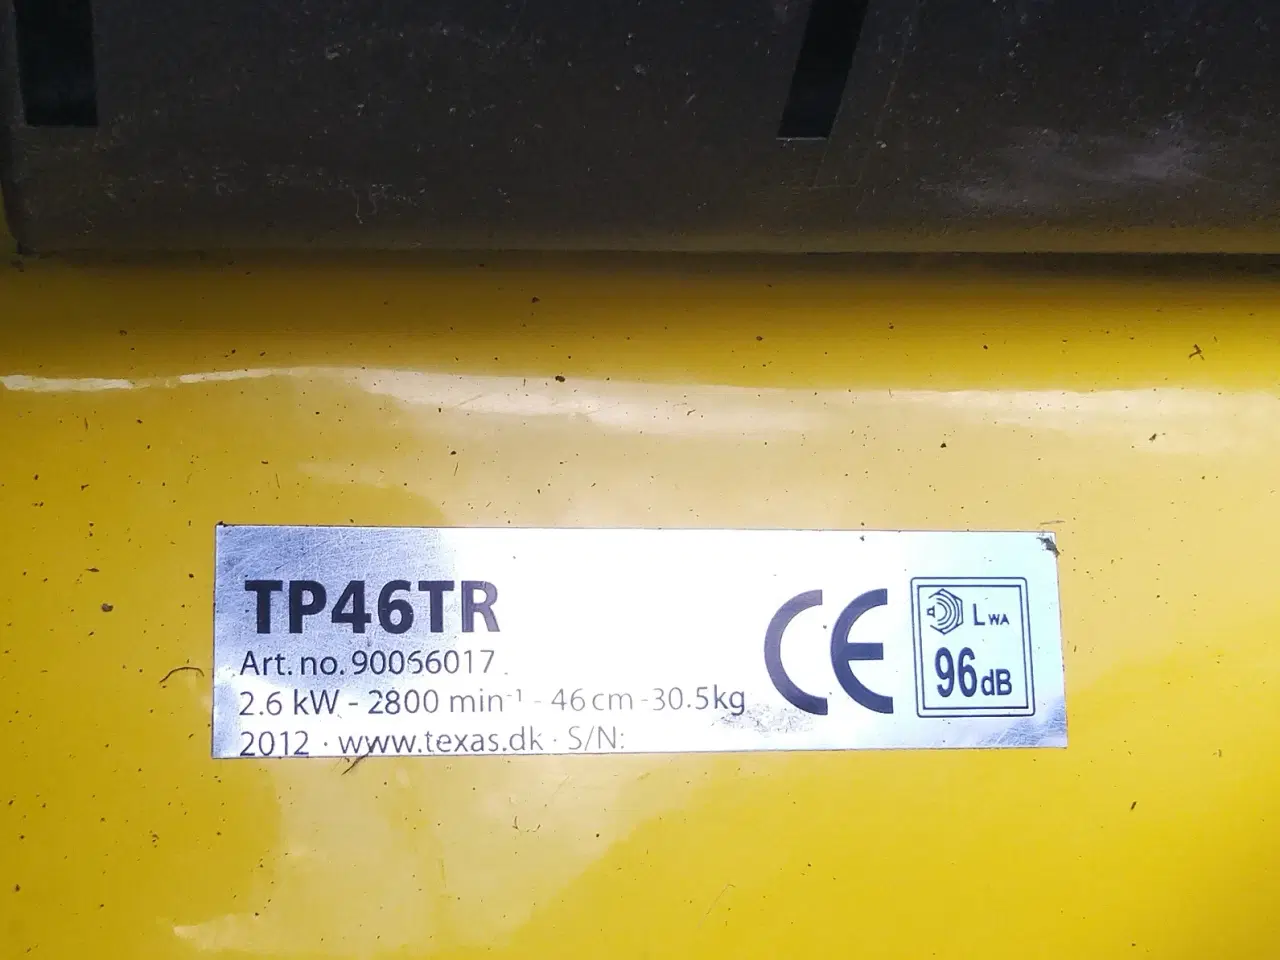 TP46TR
Art. no. 90066017
2.6 kW - 2800 min⁻¹ - 46 cm - 30.5kg
2012 · www.texas.dk · S/N:
CE
LWA
96dB